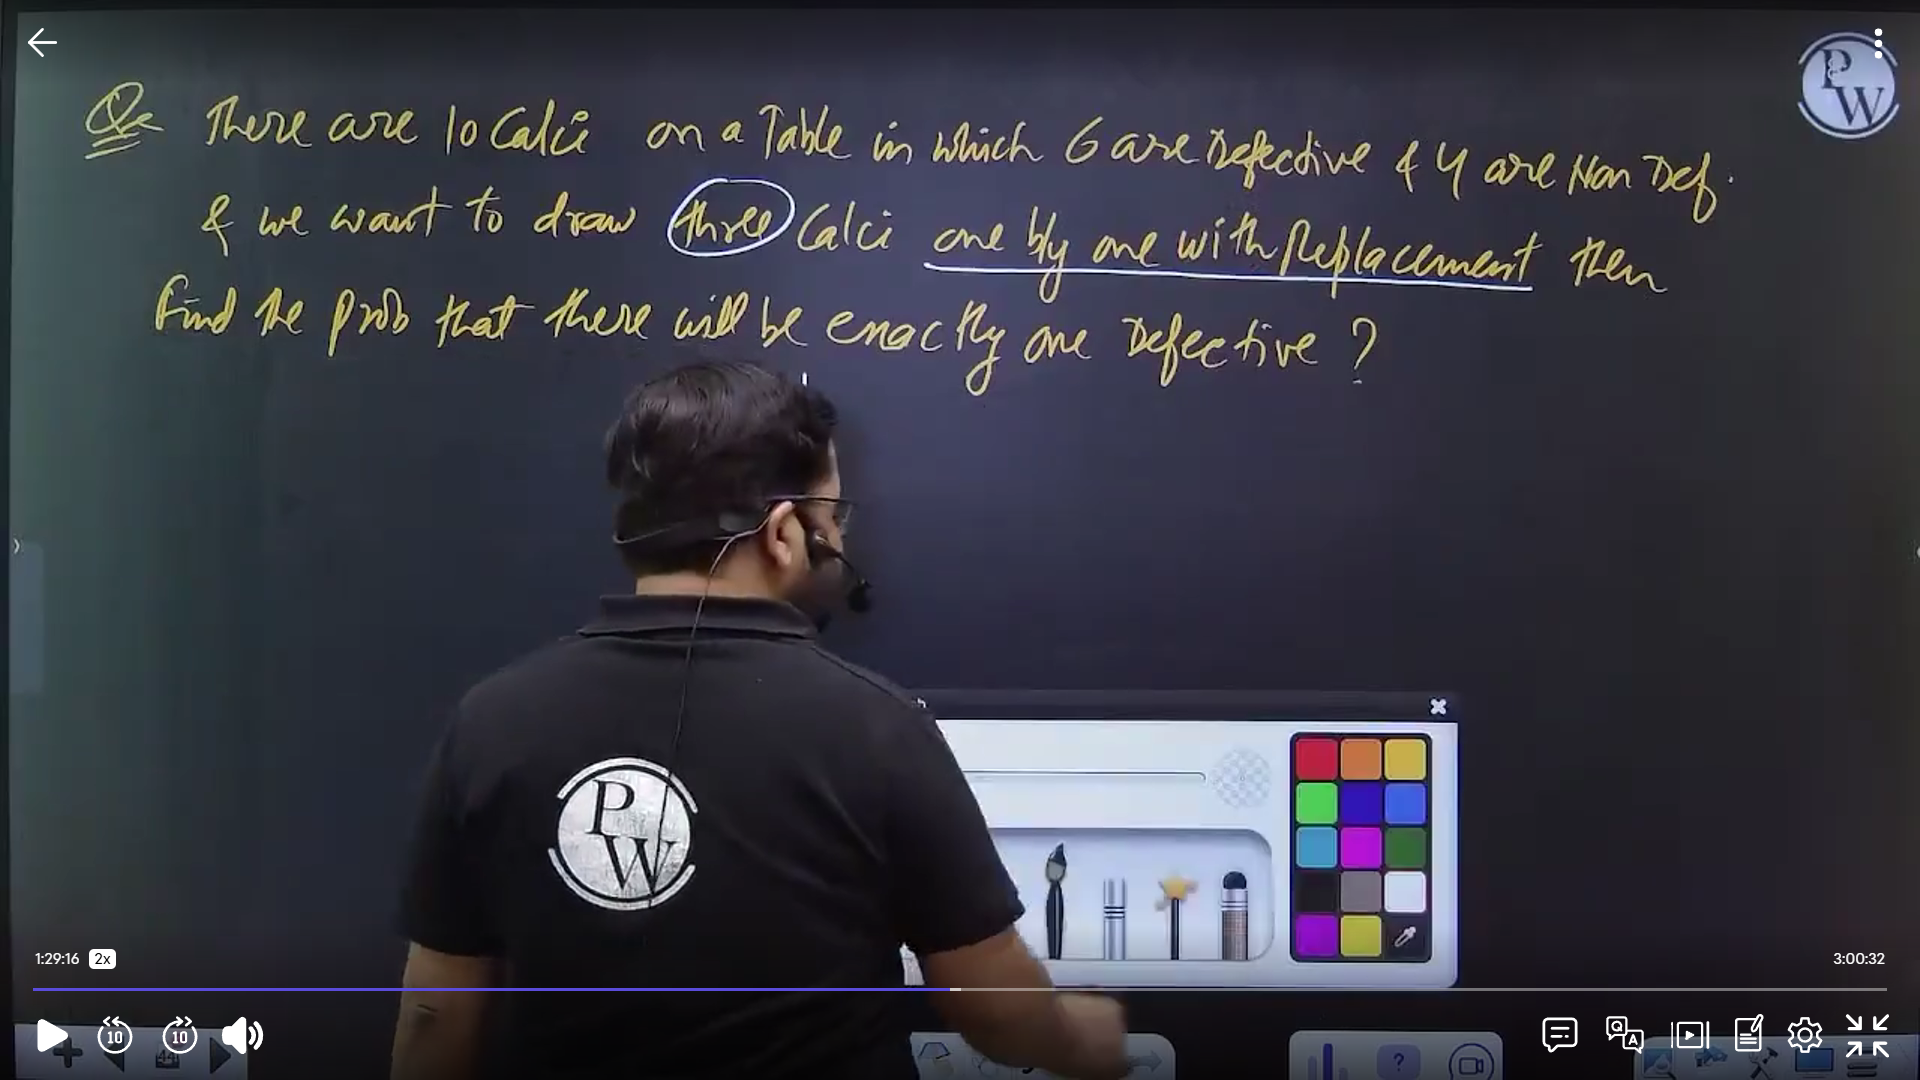 Qe There are 10 Calci on a Table in which 6 are Defective & 4 are Non Def.
& we want to draw three Calci one by one with Replacement then
Find the prob that there will be exactly one Defective ?
PW
PW
1:29:16 2x
3:00:32
10 10
44
?